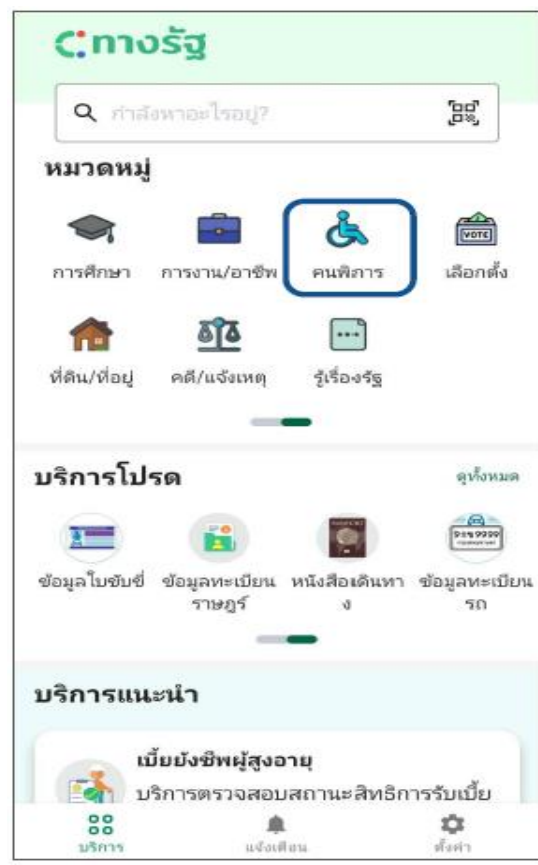 ทางรัฐ
กำลังหาอะไรอยู่?
หมวดหมู่
การศึกษา การงาน/อาชีพ คนพิการ เลือกตั้ง
VOTE
ที่ดิน/ที่อยู่ คดี/แจ้งเหตุ รู้เรื่องรัฐ
บริการโปรด ดูทั้งหมด
ข้อมูลใบขับขี่ ข้อมูลทะเบียน หนังสือเดินทา ข้อมูลทะเบียน
ราษฎร์ ง รถ
บริการแนะนำ
เบี้ยยังชีพผู้สูงอายุ
บริการตรวจสอบสถานะสิทธิการรับเบี้ย
บริการ แจ้งเตือน ตั้งค่า